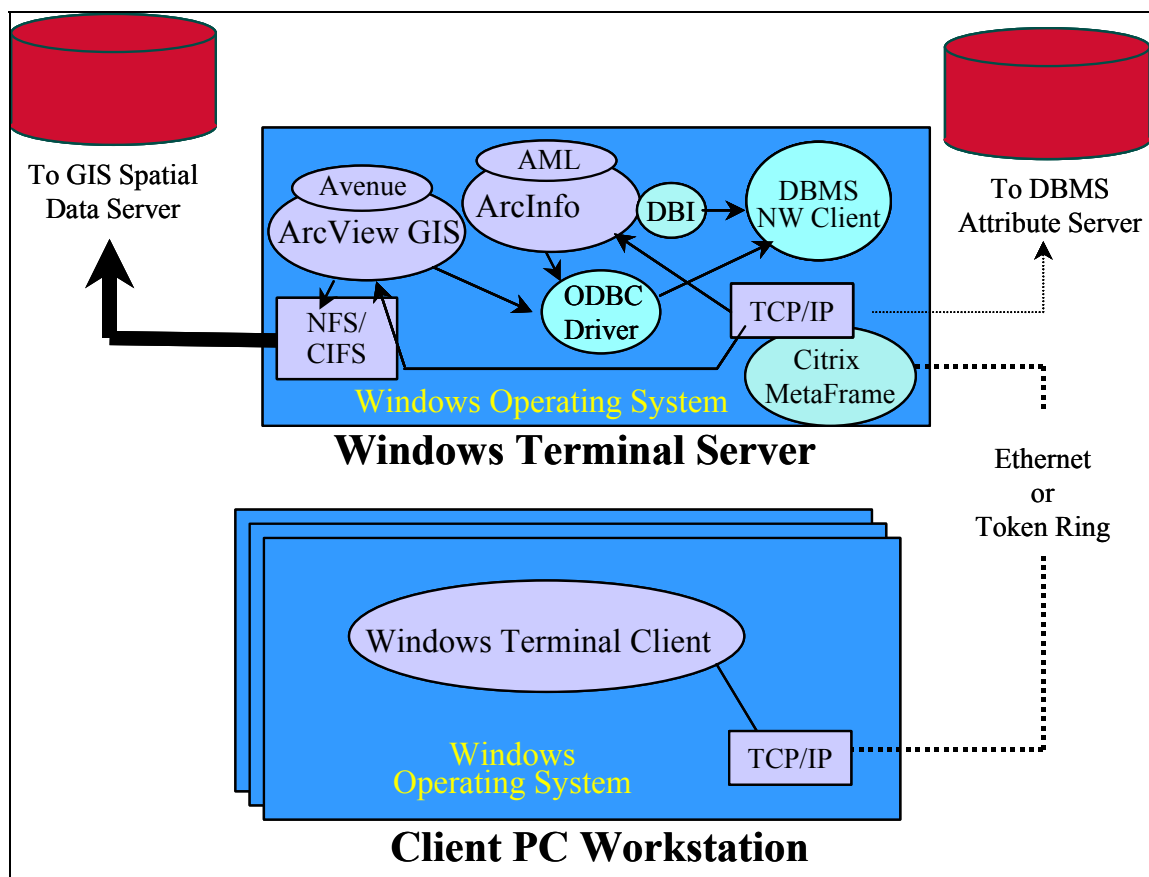 To GIS Spatial
Data Server
To DBMS
Attribute Server
Avenue
ArcView GIS
AML
ArcInfo
DBI
DBMS
NW Client
ODBC
Driver
NFS/
CIFS
TCP/IP
Citrix
MetaFrame
Windows Operating System
Windows Terminal Server
Ethernet
or
Token Ring
Windows Terminal Client
Windows
Operating System
TCP/IP
Client PC Workstation